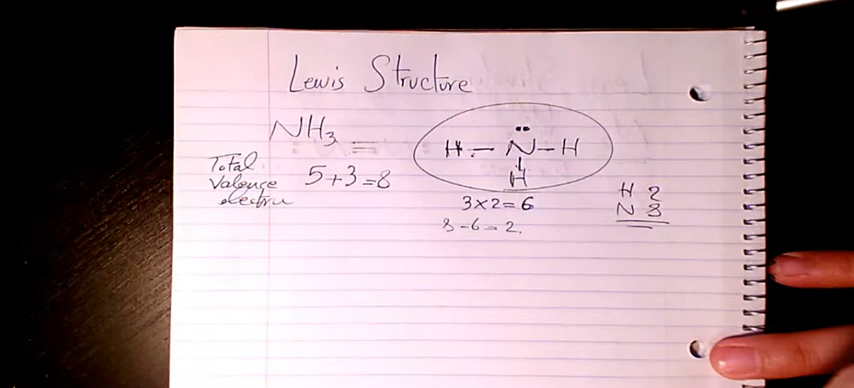 Lewis Structure
NH3
Total
Valence
electron
5+3=8
••
H – N – H
|
H
3×2=6
8-6=2.
H 2
N 8